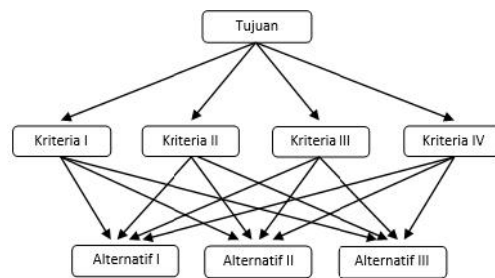 Tujuan
Kriteria I
Kriteria II
Kriteria III
Kriteria IV
Alternatif I
Alternatif II
Alternatif III